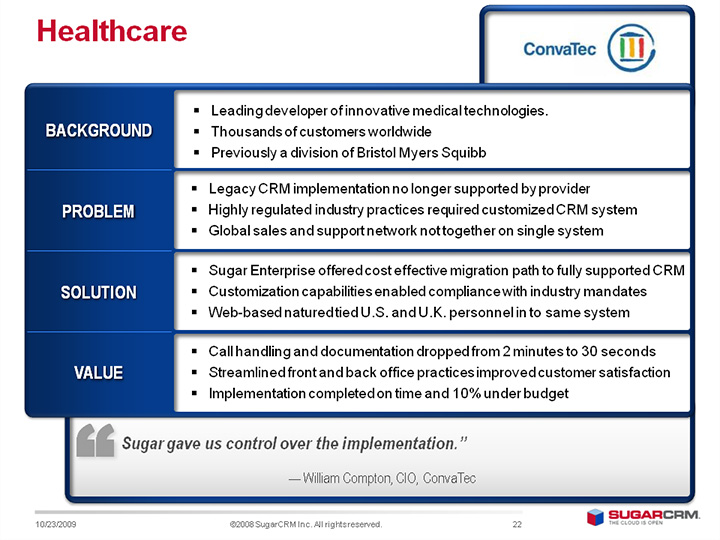 Healthcare
ConvaTec
BACKGROUND
▪ Leading developer of innovative medical technologies.
▪ Thousands of customers worldwide
▪ Previously a division of Bristol Myers Squibb
PROBLEM
▪ Legacy CRM implementation no longer supported by provider
▪ Highly regulated industry practices required customized CRM system
▪ Global sales and support network not together on single system
SOLUTION
▪ Sugar Enterprise offered cost effective migration path to fully supported CRM
▪ Customization capabilities enabled compliance with industry mandates
▪ Web-based natured tied U.S. and U.K. personnel in to same system
VALUE
▪ Call handling and documentation dropped from 2 minutes to 30 seconds
▪ Streamlined front and back office practices improved customer satisfaction
▪ Implementation completed on time and 10% under budget
“ Sugar gave us control over the implementation.”
— William Compton, CIO, ConvaTec
10/23/2009
©2008 SugarCRM Inc. All rights reserved.
22
SUGARCRM.
THE CLOUD IS OPEN